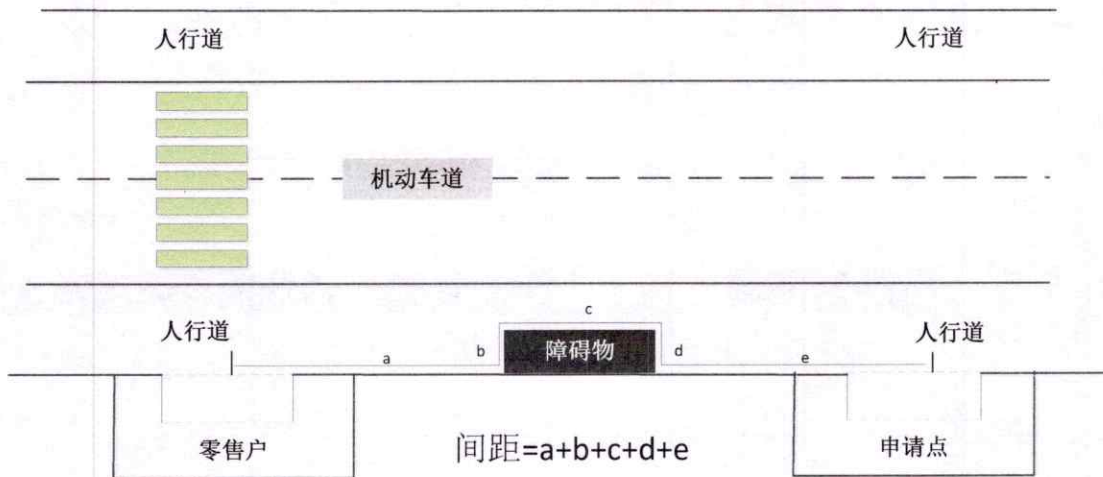 人行道 人行道
机动车道
c
人行道 人行道
b 障碍物 d
a e
零售户 间距=a+b+c+d+e 申请点